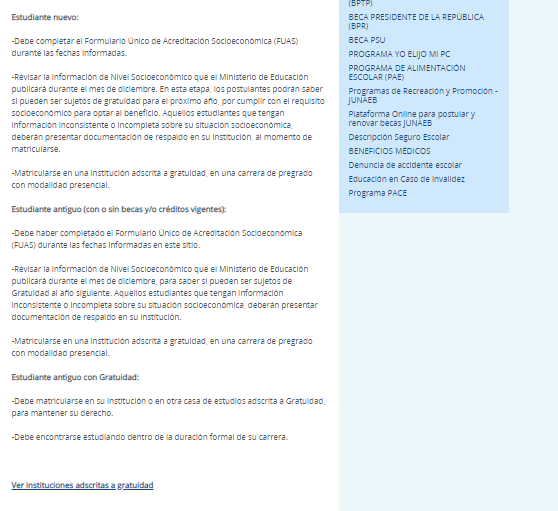 Estudiante nuevo:
-Debe completar el Formulario Único de Acreditación Socioeconómica (FUAS)
durante las fechas informadas.
-Revisar la información de Nivel Socioeconómico que el Ministerio de Educación
publicará durante el mes de diciembre. En esta etapa, los postulantes podrán saber
si pueden ser sujetos de gratuidad para el próximo año, por cumplir con el requisito
socioeconómico para optar al beneficio. Aquellos estudiantes que tengan
información inconsistente o incompleta sobre su situación socioeconómica,
deberán presentar documentación de respaldo en su institución, al momento de
matricularse.
-Matricularse en una institución adscrita a gratuidad, en una carrera de pregrado
con modalidad presencial.
Estudiante antiguo (con o sin becas y/o créditos vigentes):
-Debe haber completado el Formulario Único de Acreditación Socioeconómica
(FUAS) durante las fechas informadas en este sitio.
-Revisar la información de Nivel Socioeconómico que el Ministerio de Educación
publicará durante el mes de diciembre, para saber si pueden ser sujetos de
Gratuidad al año siguiente. Aquellos estudiantes que tengan información
inconsistente o incompleta sobre su situación socioeconómica, deberán presentar
documentación de respaldo en su institución.
-Matricularse en una institución adscrita a gratuidad, en una carrera de pregrado
con modalidad presencial.
Estudiante antiguo con Gratuidad:
-Debe matricularse en su institución o en otra casa de estudios adscrita a Gratuidad,
para mantener su derecho.
-Debe encontrarse estudiando dentro de la duración formal de su carrera.
Ver instituciones adscritas a gratuidad
(BPTP)
BECA PRESIDENTE DE LA REPÚBLICA
(BPR)
BECA PSU
PROGRAMA YO ELIJO MI PC
PROGRAMA DE ALIMENTACIÓN
ESCOLAR (PAE)
Programas de Recreación y Promoción -
JUNAEB
Plataforma Online para postular y
renovar becas JUNAEB
Descripción Seguro Escolar
BENEFICIOS MÉDICOS
Denuncia de accidente escolar
Educación en Caso de Invalidez
Programa PACE